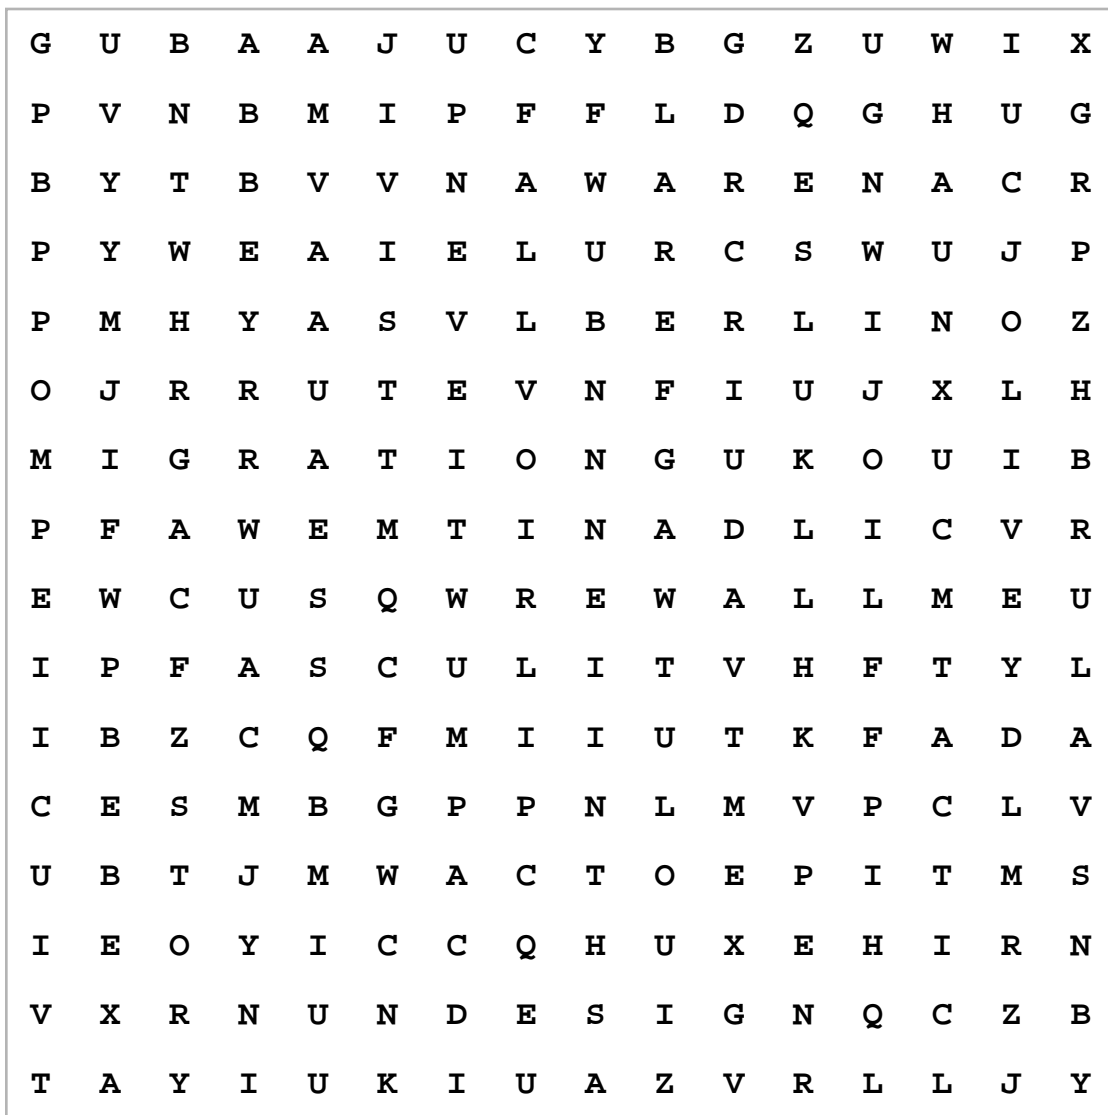 G U B A A J U C Y B G Z U W I X
P V N B M I P F F L D Q G H U G
B Y T B V V N A W A R E N A C R
P Y W E A I E L U R C S W U J P
P M H Y A S V L B E R L I N O Z
O J R R U T E V N F I U J X L H
M I G R A T I O N G U K O U I B
P F A W E M T I N A D L I C V R
E W C U S Q W R E W A L L M E U
I P F A S C U L I T V H F T Y L
I B Z C Q F M I I U T K F A D A
C E S M B G P P N L M V P C L V
U B T J M W A C T O E P I T M S
I E O Y I C C Q H U X E H I R N
V X R N U N D E S I G N Q C Z B
T A Y I U K I U A Z V R L L J Y